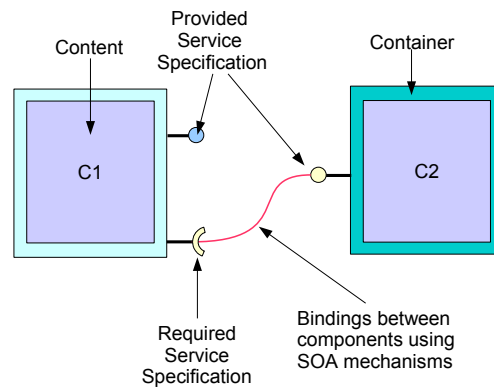 Provided
Service
Specification
Content
Container
C1
C2
Required
Service
Specification
Bindings between
components using
SOA mechanisms